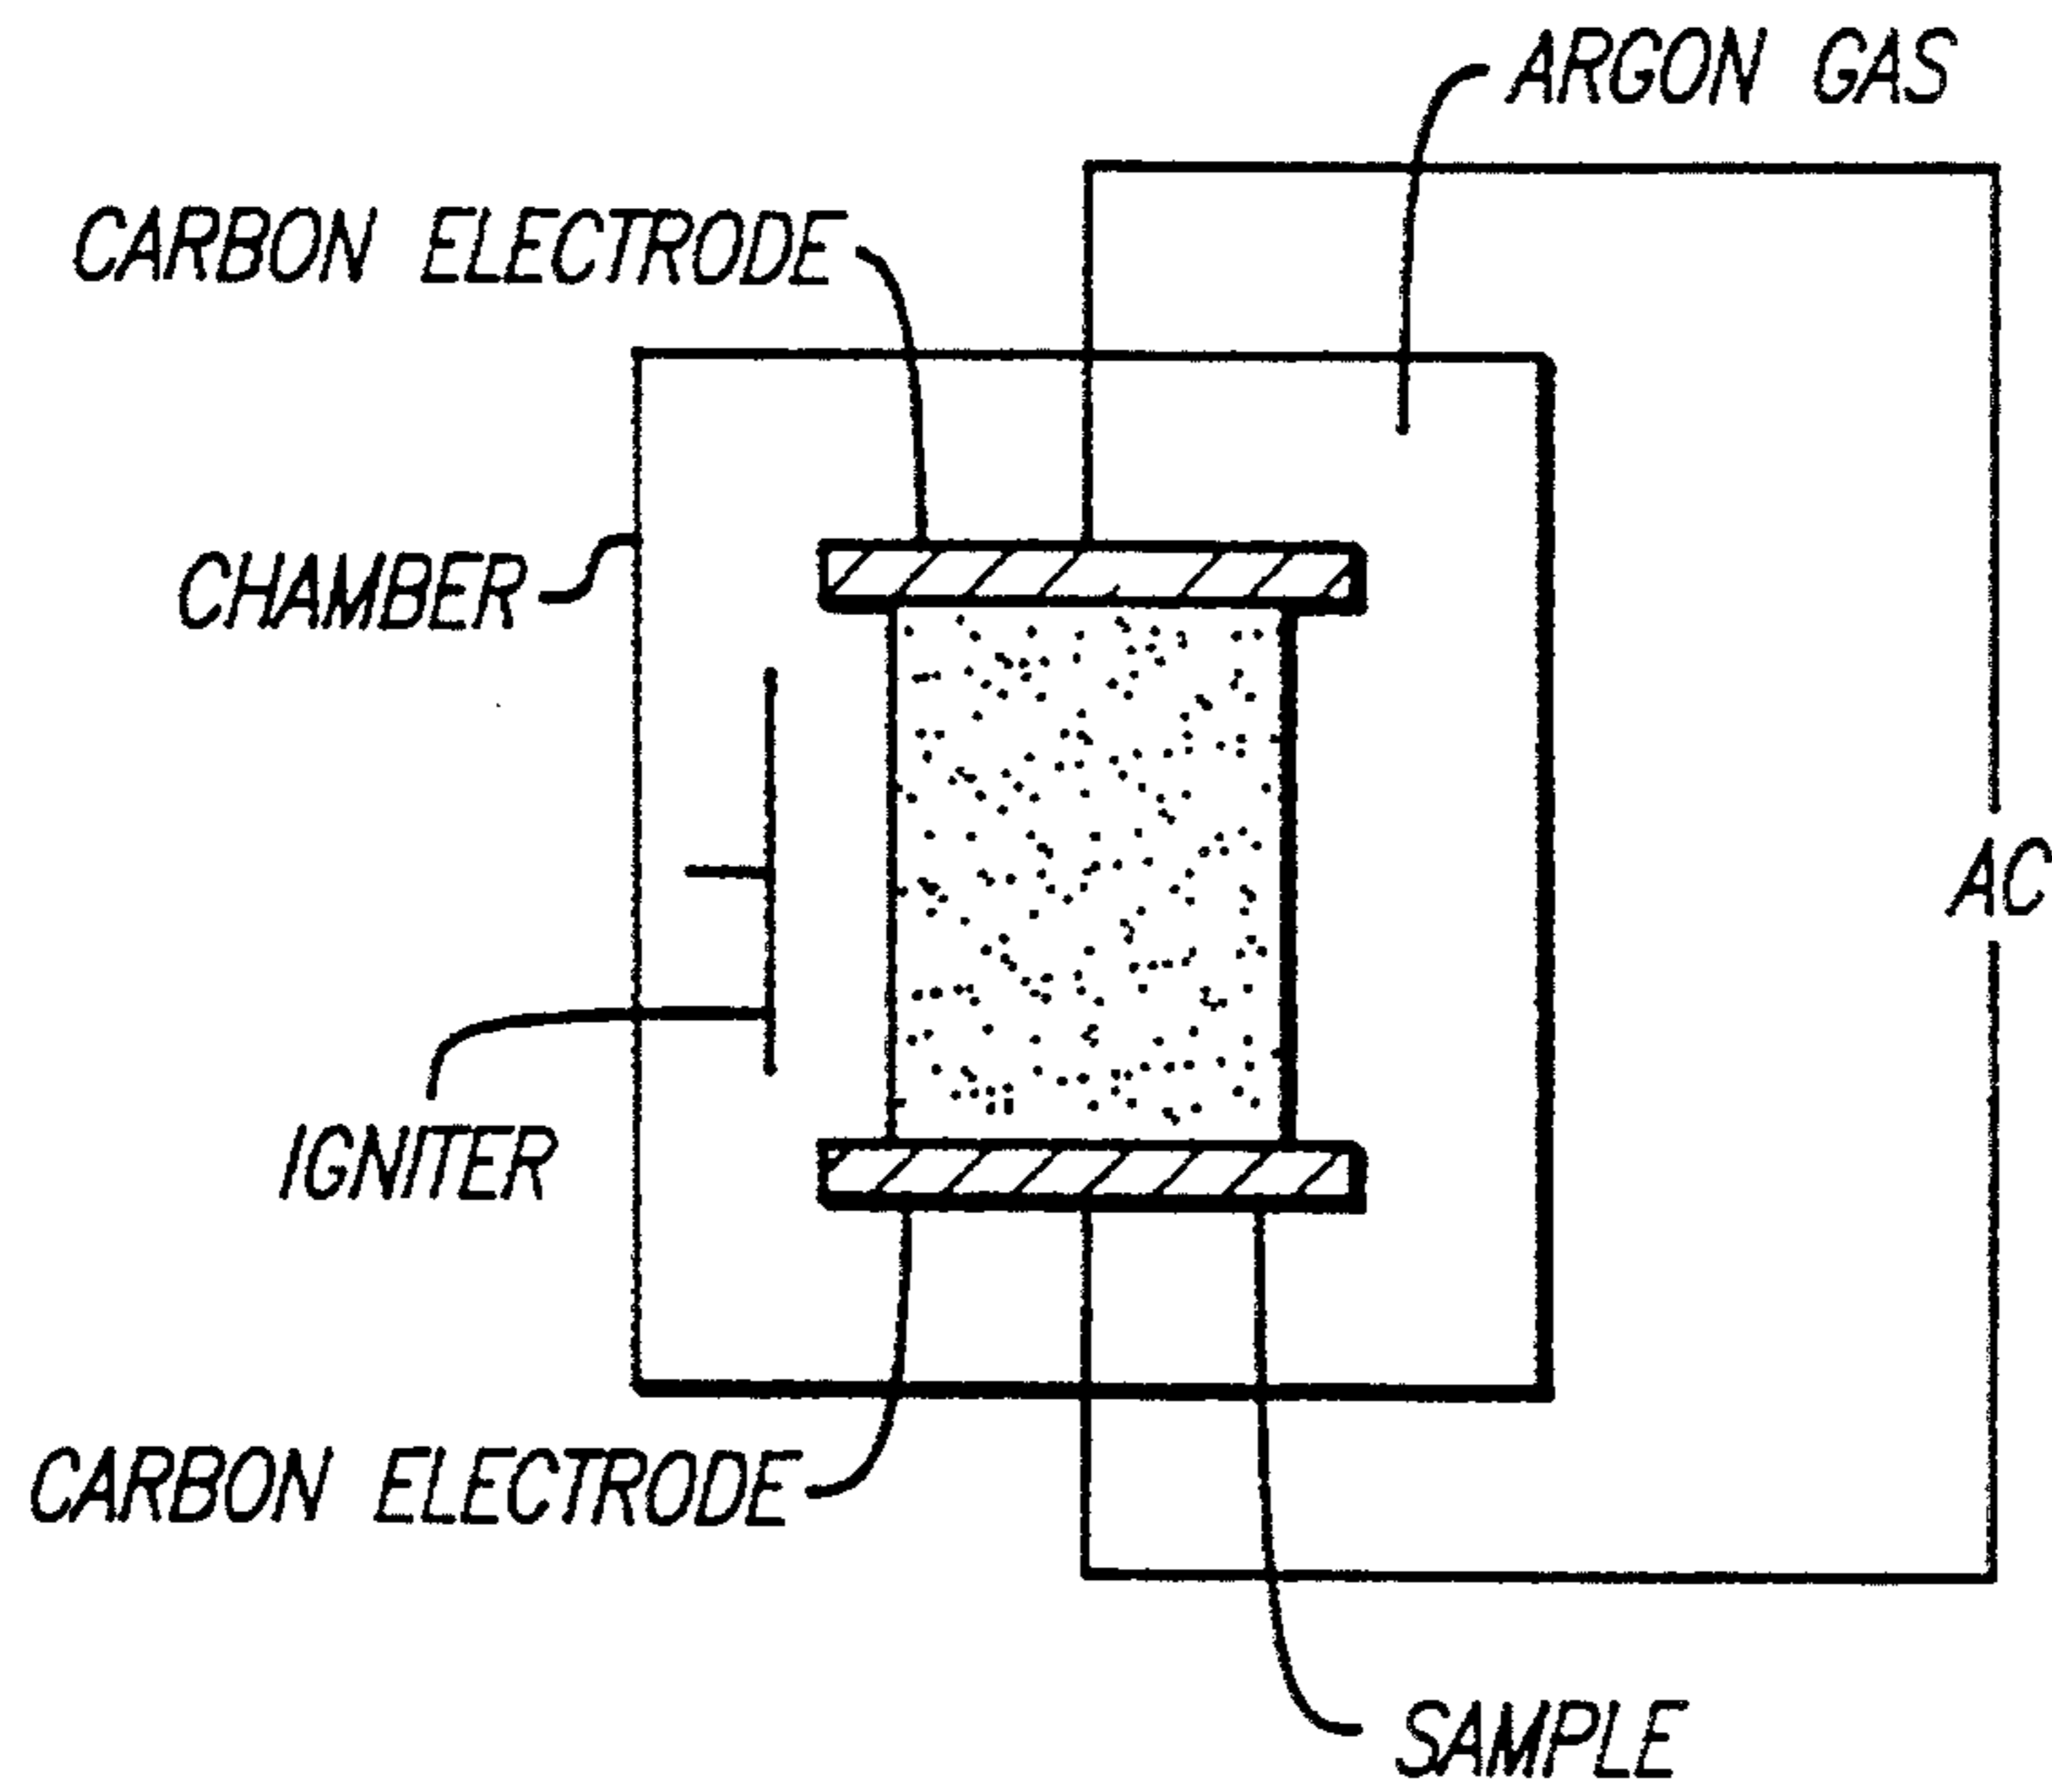 ARGON GAS
CARBON ELECTRODE
CHAMBER
AC
IGNITER
CARBON ELECTRODE
SAMPLE